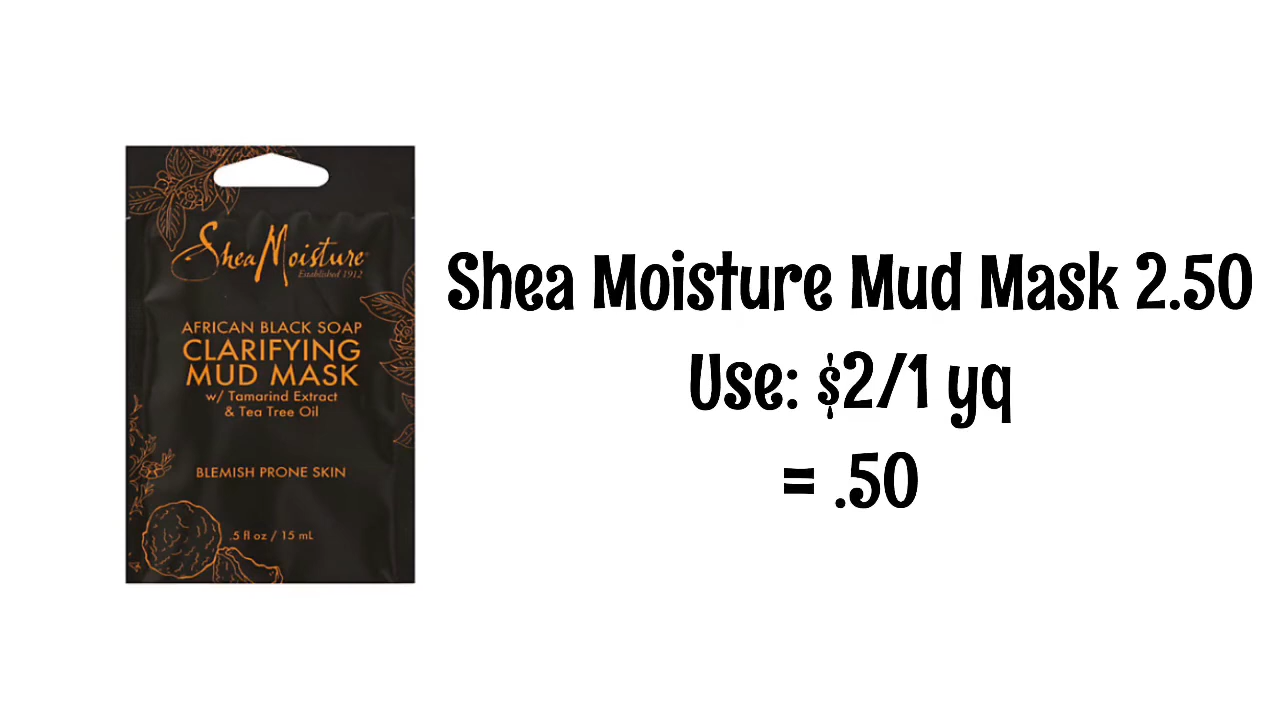 SheaMoisture
Established 1912
AFRICAN BLACK SOAP
CLARIFYING
MUD MASK
w/ Tamarind Extract
& Tea Tree Oil
BLEMISH PRONE SKIN
.5 fl oz / 15 mL
Shea Moisture Mud Mask 2.50
Use: $2/1 yq
= .50